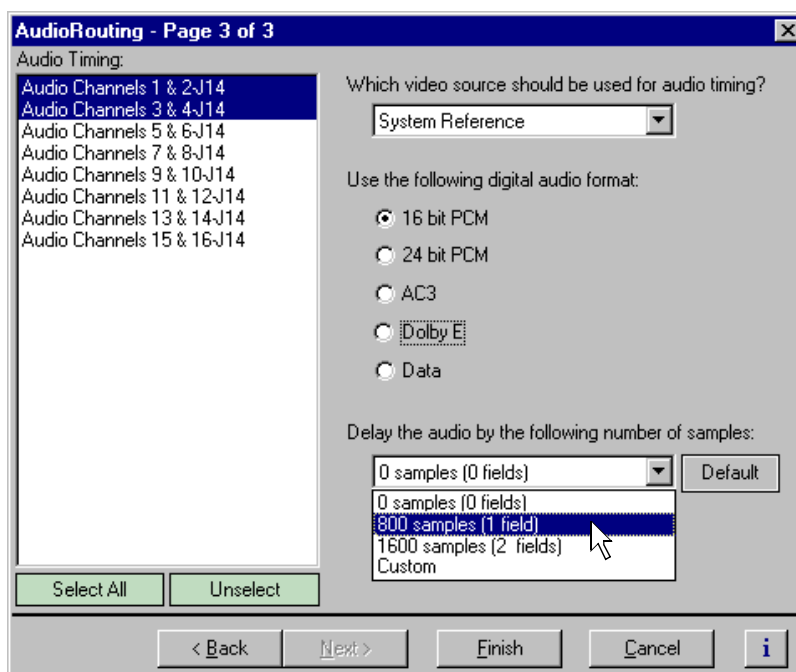 AudioRouting - Page 3 of 3
Audio Timing:
Audio Channels 1 & 2-J14
Audio Channels 3 & 4-J14
Audio Channels 5 & 6-J14
Audio Channels 7 & 8-J14
Audio Channels 9 & 10-J14
Audio Channels 11 & 12-J14
Audio Channels 13 & 14-J14
Audio Channels 15 & 16-J14
Select All
Unselect
Which video source should be used for audio timing?
System Reference
Use the following digital audio format:
16 bit PCM
24 bit PCM
AC3
Dolby E
Data
Delay the audio by the following number of samples:
0 samples (0 fields)
Default
0 samples (0 fields)
800 samples (1 field)
1600 samples (2 fields)
Custom
< Back
Next >
Finish
Cancel
i